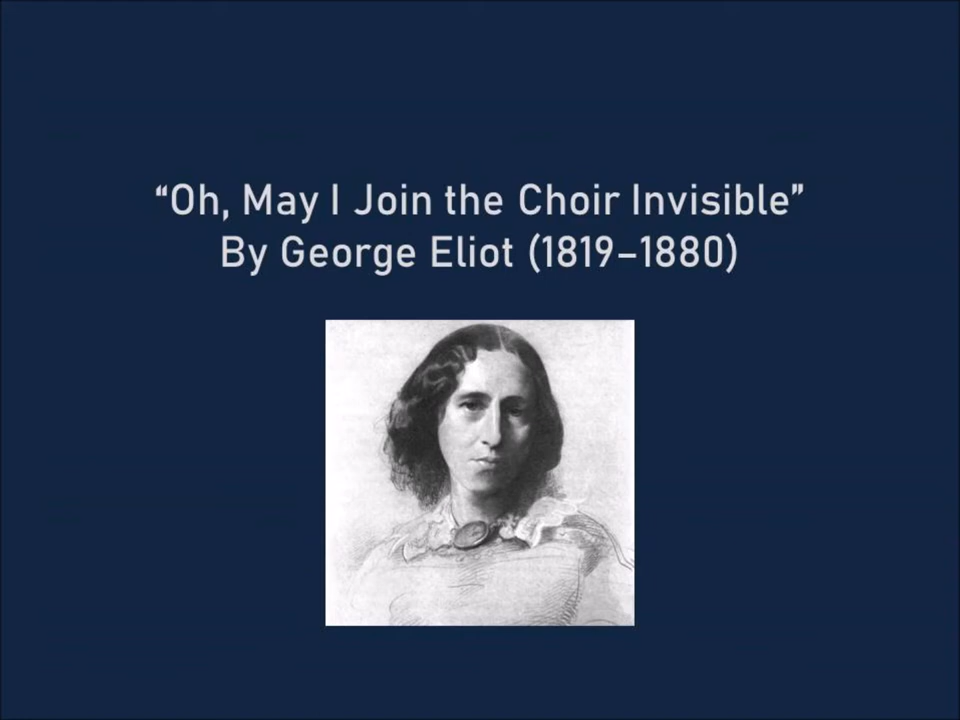 “Oh, May I Join the Choir Invisible”
By George Eliot (1819–1880)